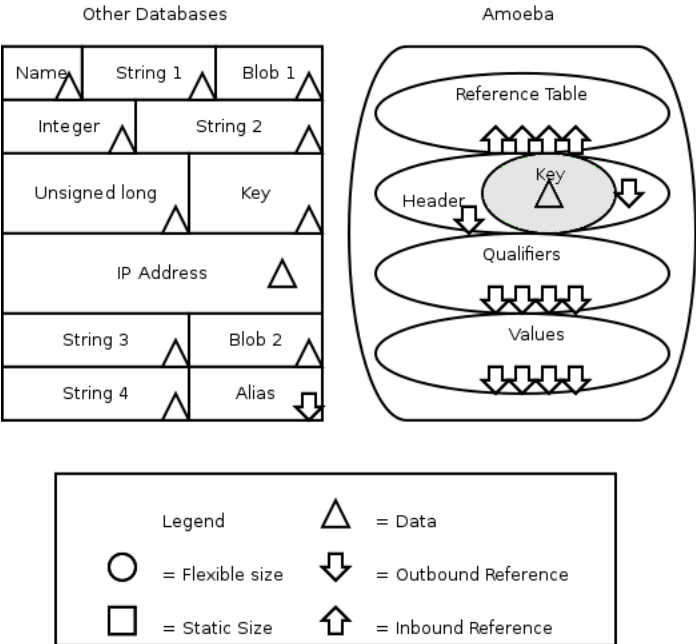 Other Databases
Amoeba
Name String 1 Blob 1
Integer String 2
Unsigned long Key
IP Address
String 3 Blob 2
String 4 Alias
Reference Table
Key
Header
Qualifiers
Values
Legend = Data
= Flexible size = Outbound Reference
= Static Size = Inbound Reference